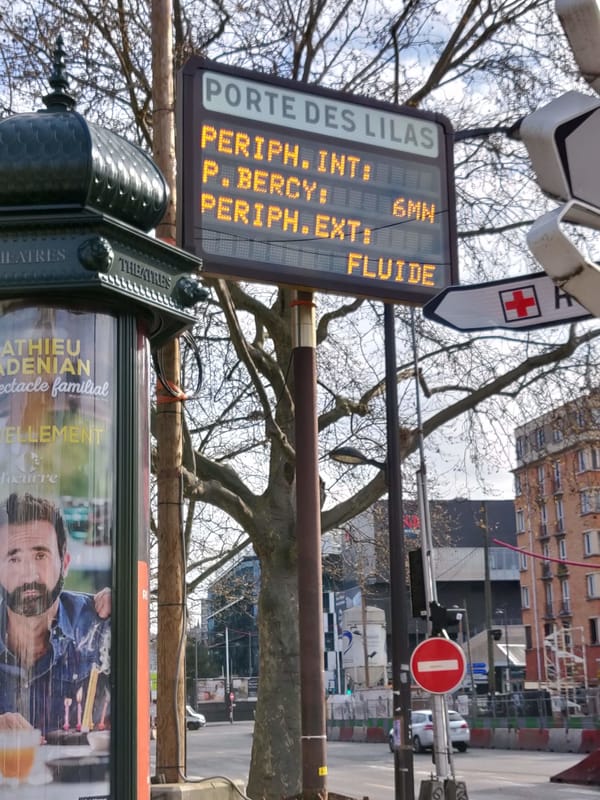 PORTE DES LILAS
PERIPH.INT:
P.BERCY: 6MN
PERIPH.EXT:
FLUIDE
THEATRES
THEATRES
ATHIEU
ADENIAN
ectacle familial
ELLEMENT